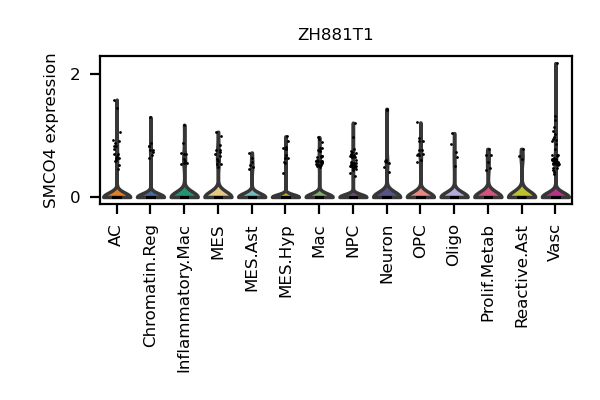 ZH881T1
SMCO4 expression
2
0
AC
Chromatin.Reg
Inflammatory.Mac
MES
MES.Ast
MES.Hyp
Mac
NPC
Neuron
OPC
Oligo
Prolif.Metab
Reactive.Ast
Vasc